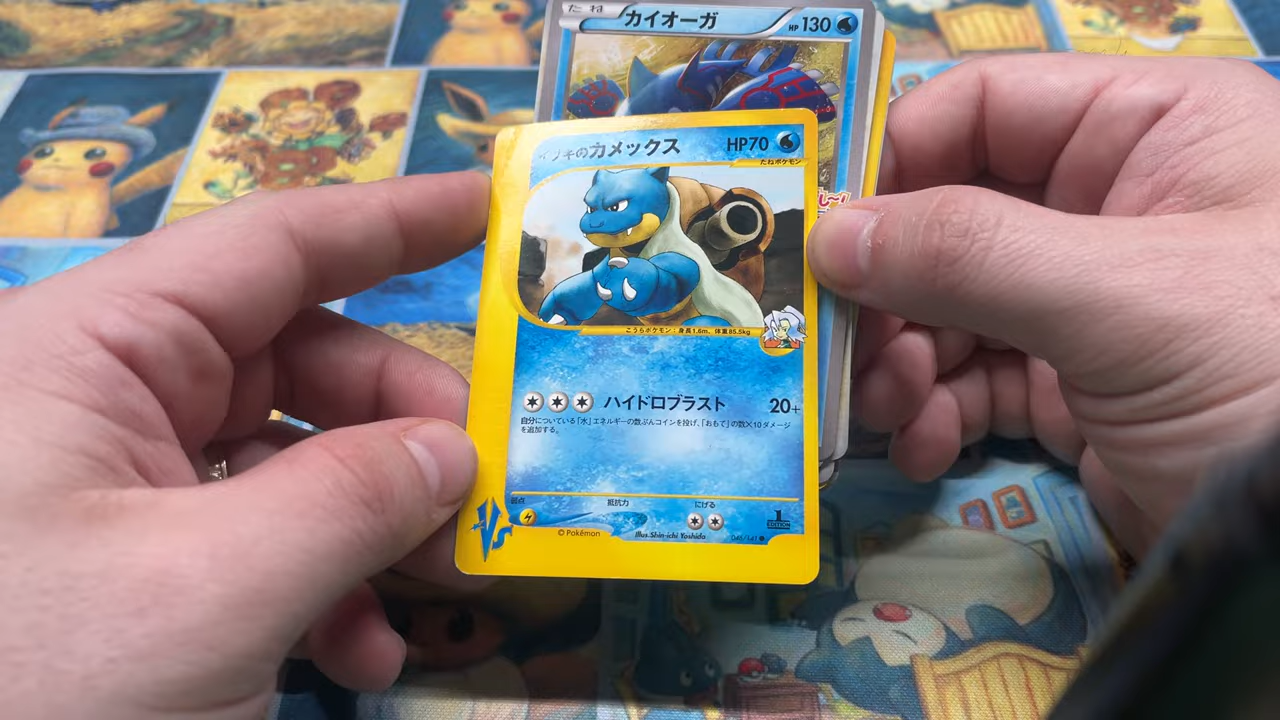 たね カイオーガ HP 130
のカメックス HP70
たねポケモン
こうらポケモン：身長1.6m、体重85.5kg
ハイドロブラスト 20+
自分についている「水」エネルギーの数ぶんコインを投げ、「おもて」の数×10ダメージ
を追加する。
弱点 抵抗力 にげる
VS
1
EDITION
© Pokémon Illus. Shin-ichi Yoshida 046/141